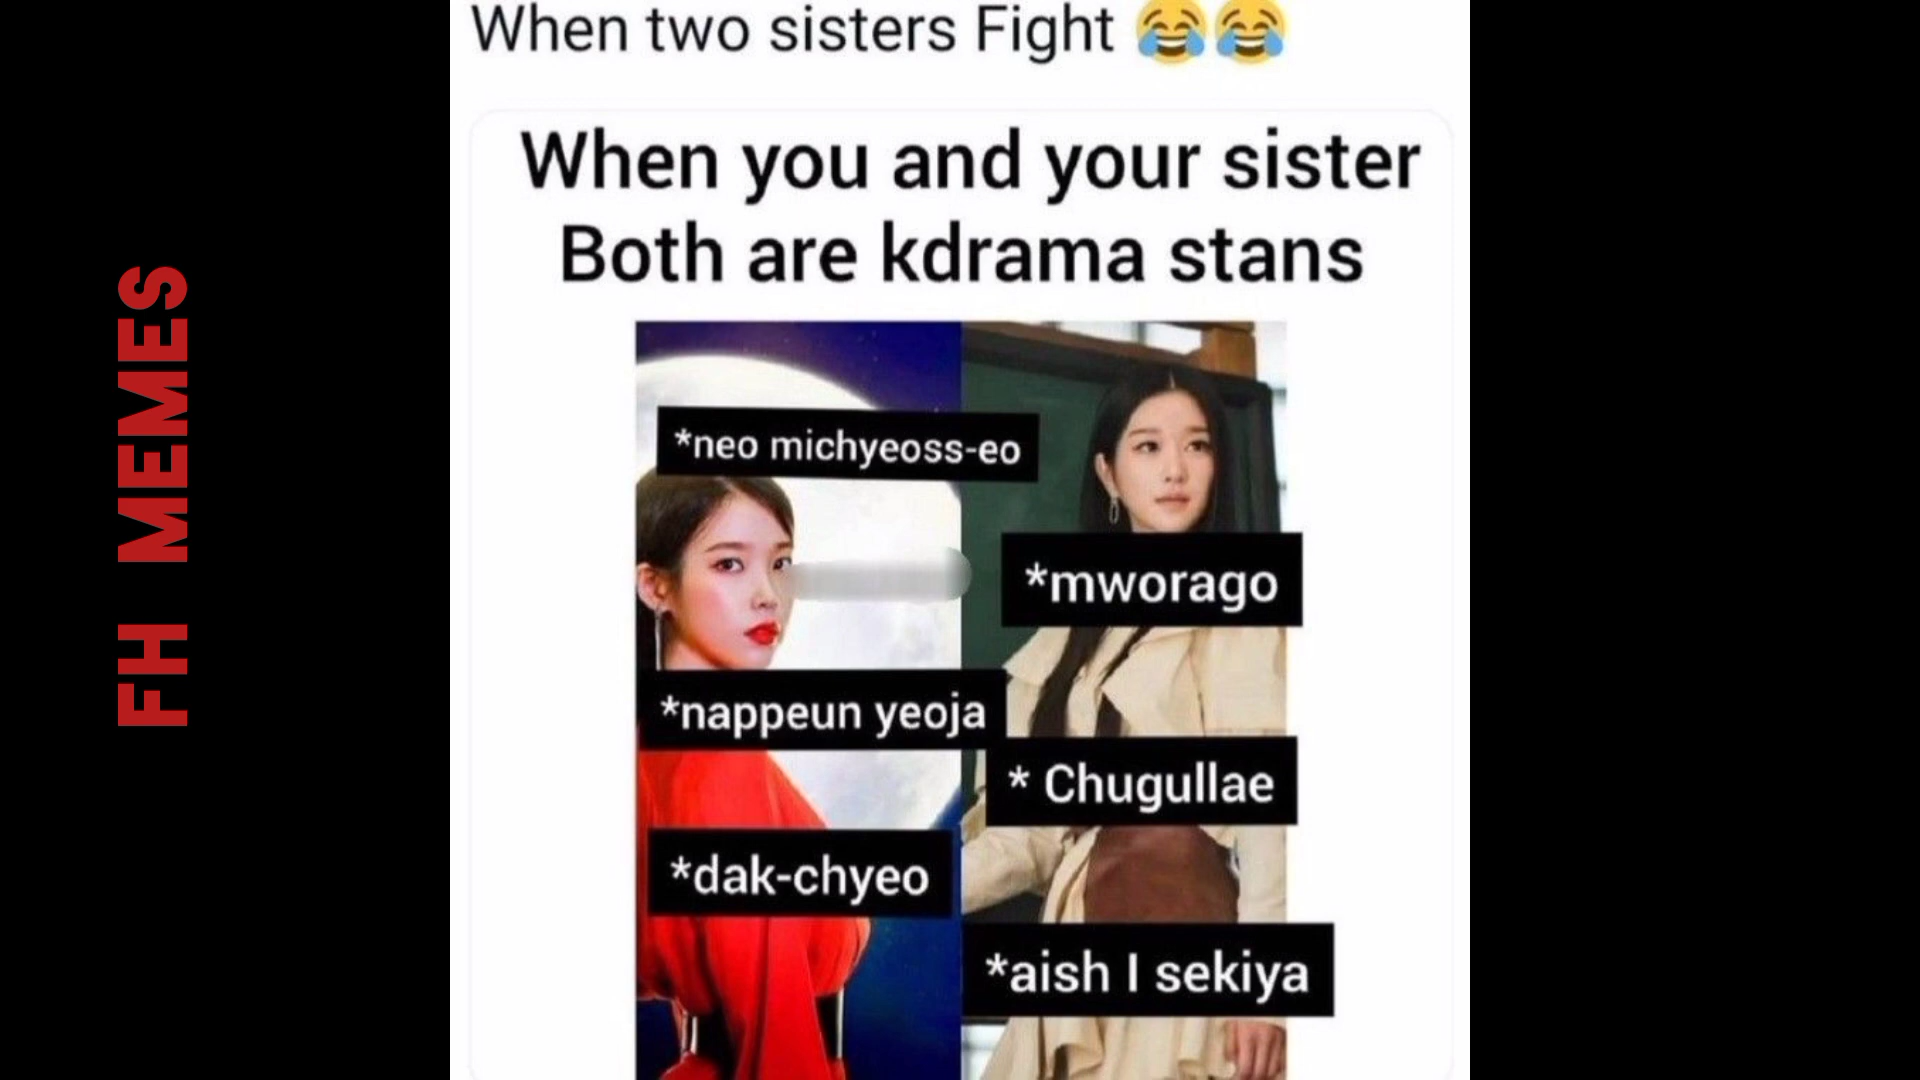 When two sisters Fight 😂😂
When you and your sister
Both are kdrama stans
*neo michyeoss-eo
*mworago
*nappeun yeoja
* Chugullae
*dak-chyeo
*aish I sekiya
FH MEMES